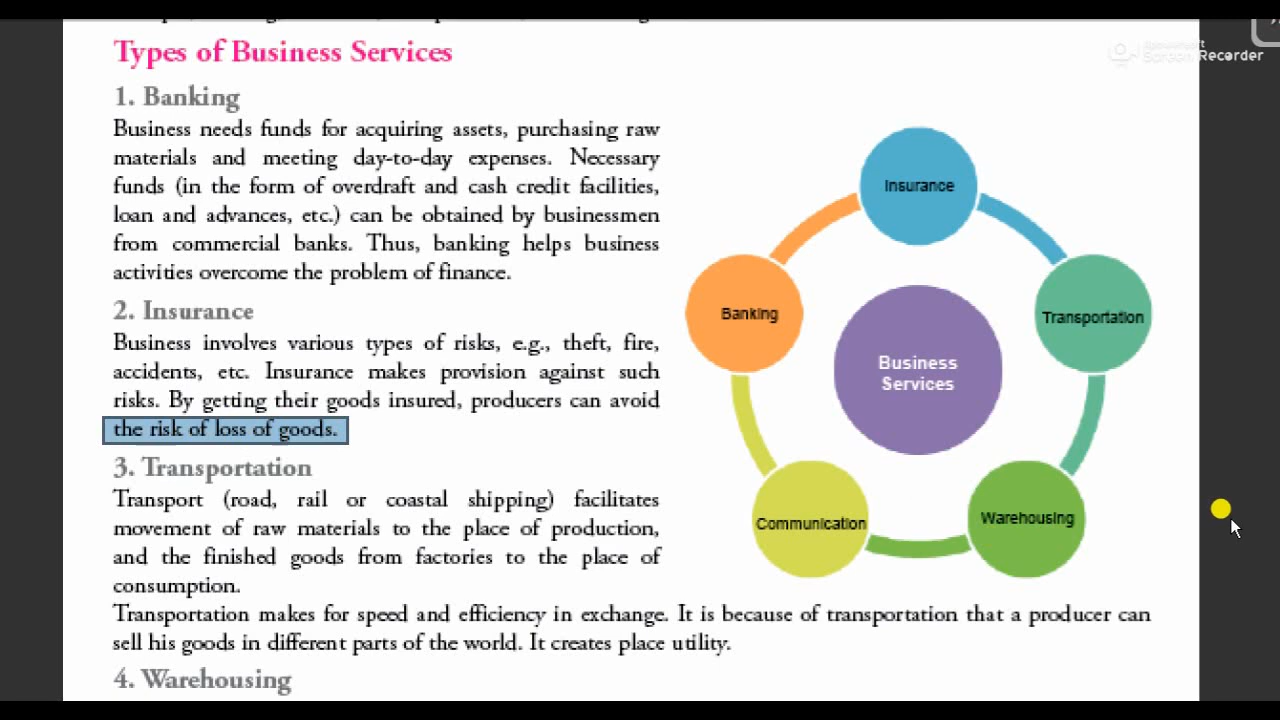 Types of Business Services
1. Banking
Business needs funds for acquiring assets, purchasing raw
materials and meeting day-to-day expenses. Necessary
funds (in the form of overdraft and cash credit facilities,
loan and advances, etc.) can be obtained by businessmen
from commercial banks. Thus, banking helps business
activities overcome the problem of finance.
2. Insurance
Business involves various types of risks, e.g., theft, fire,
accidents, etc. Insurance makes provision against such
risks. By getting their goods insured, producers can avoid
the risk of loss of goods.
3. Transportation
Transport (road, rail or coastal shipping) facilitates
movement of raw materials to the place of production,
and the finished goods from factories to the place of
consumption.
Transportation makes for speed and efficiency in exchange. It is because of transportation that a producer can
sell his goods in different parts of the world. It creates place utility.
4. Warehousing
Insurance
Banking
Transportation
Business
Services
Communication
Warehousing
Screen Recorder